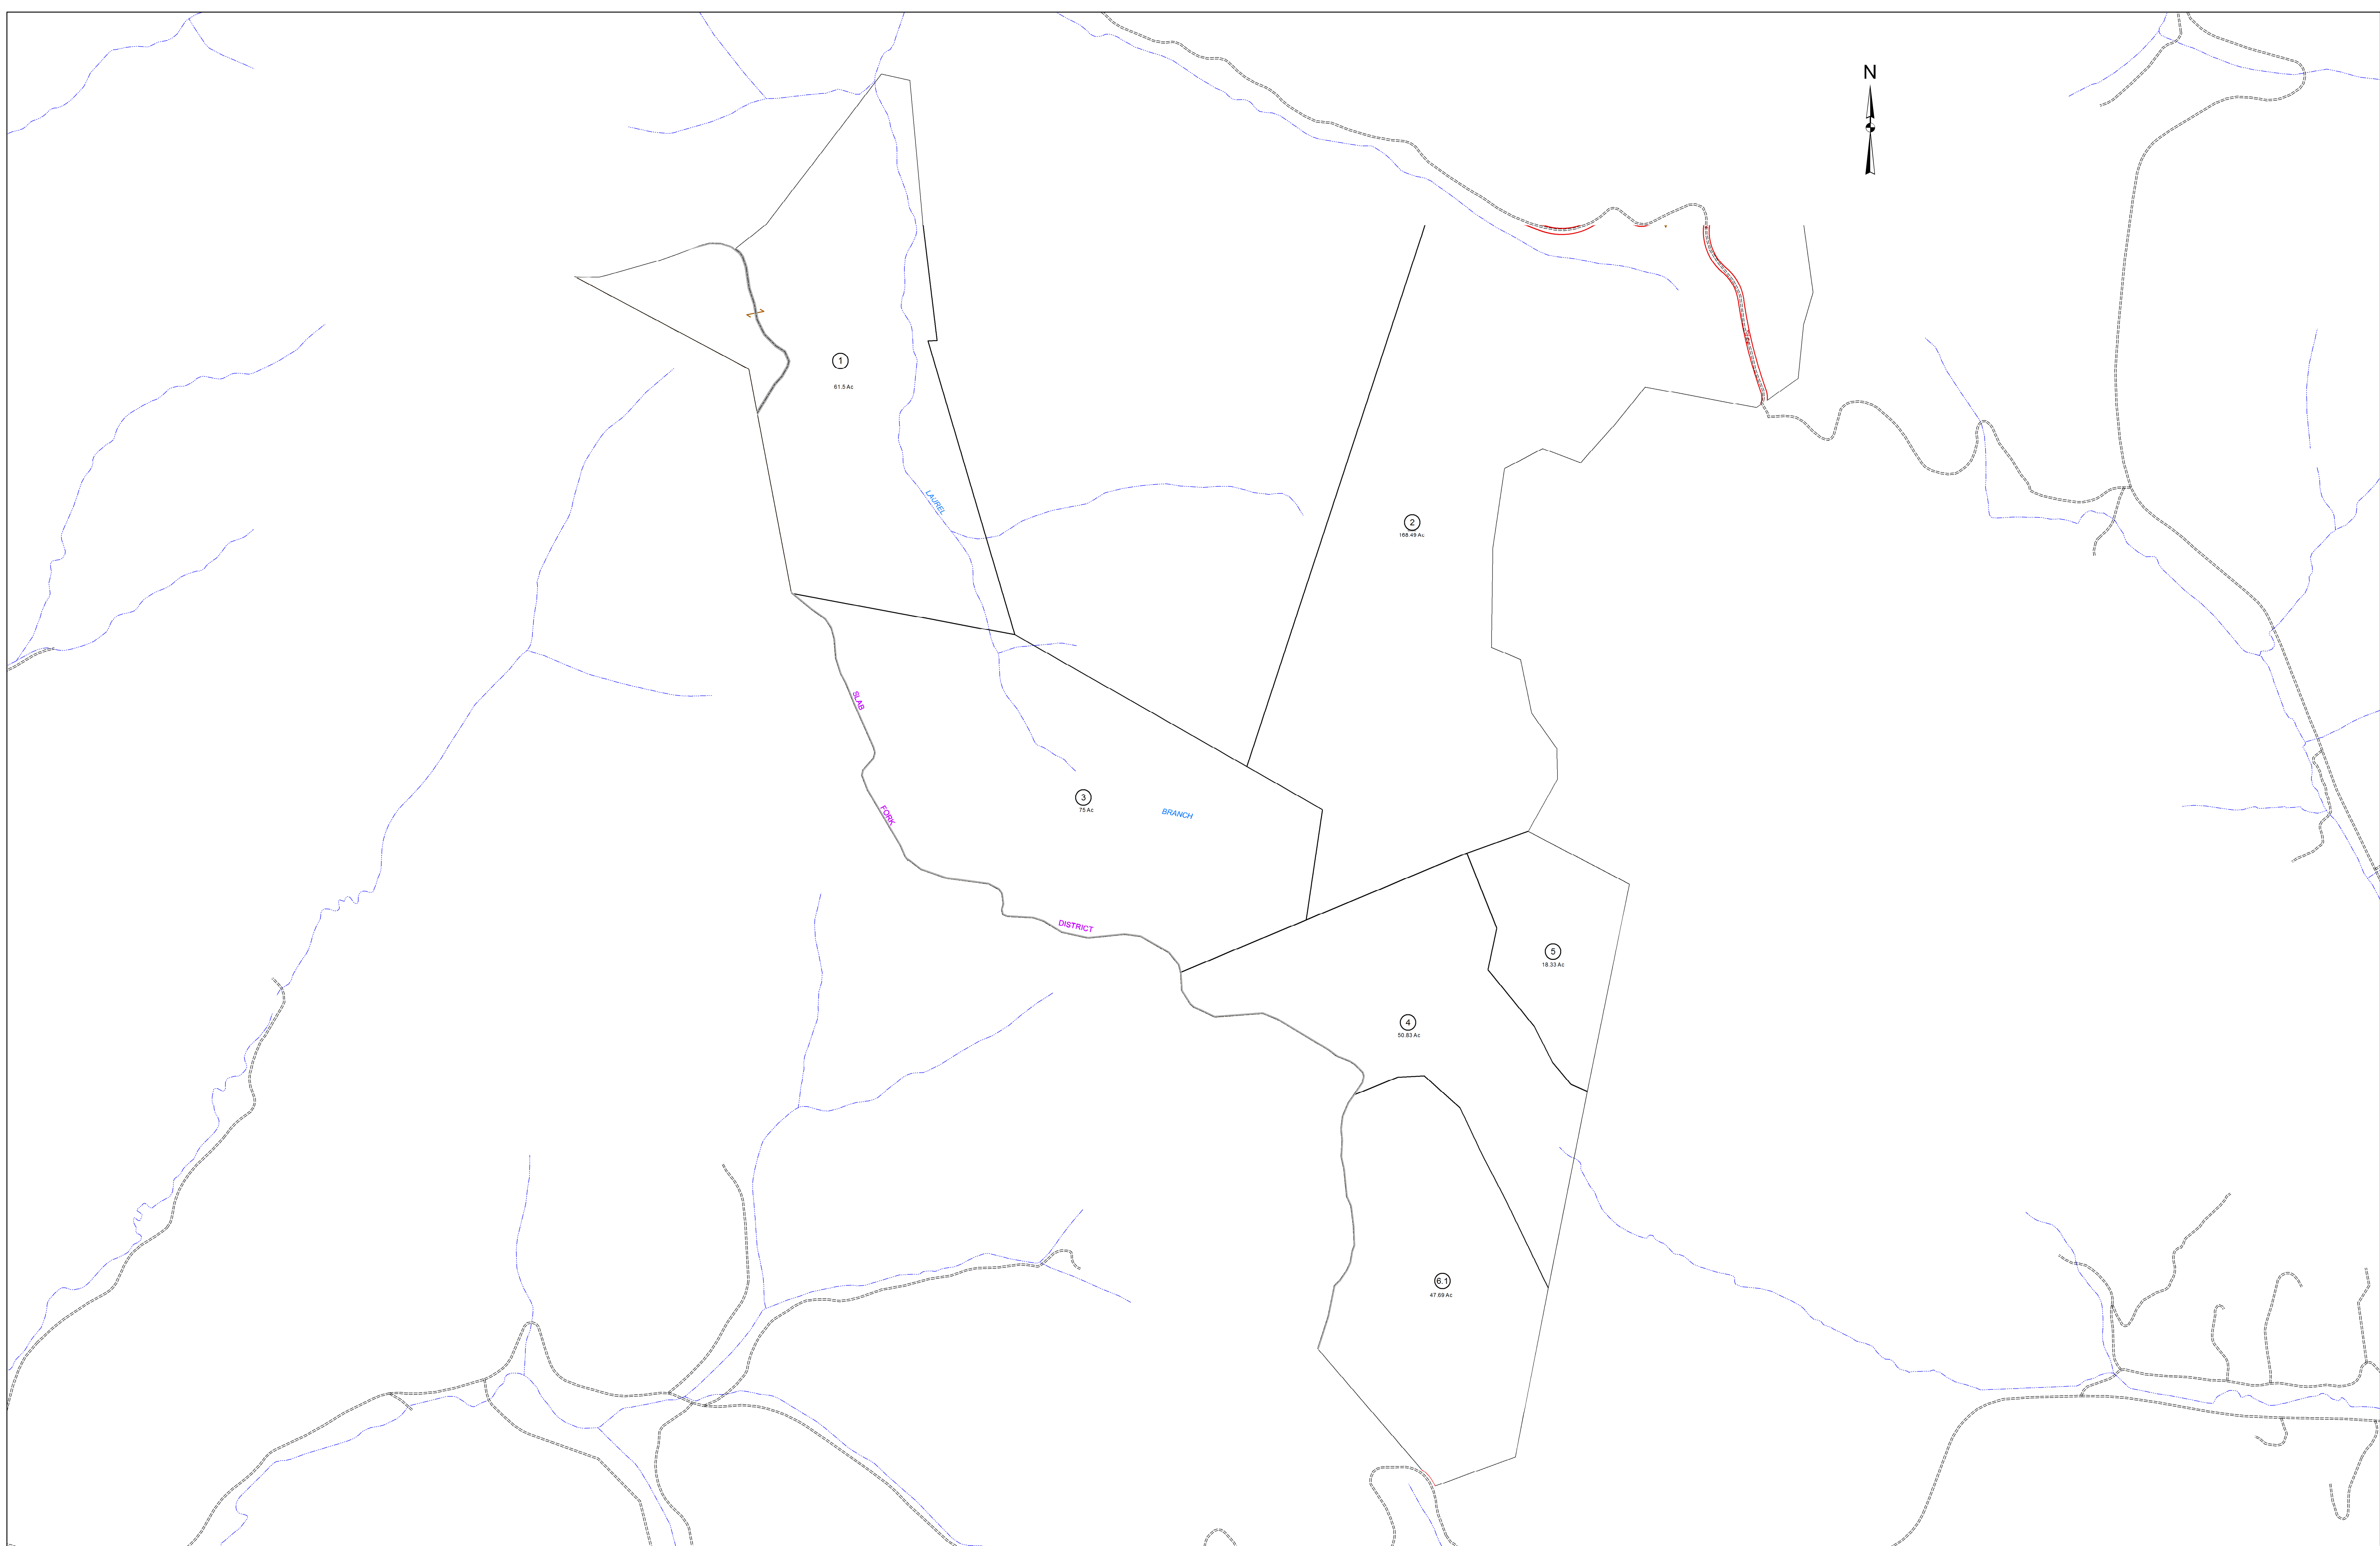 N
1
61.5 Ac
LAUREL
2
168.49 Ac
SLAB
3
75 Ac
FORK
BRANCH
DISTRICT
5
18.33 Ac
4
50.83 Ac
6.1
47.69 Ac